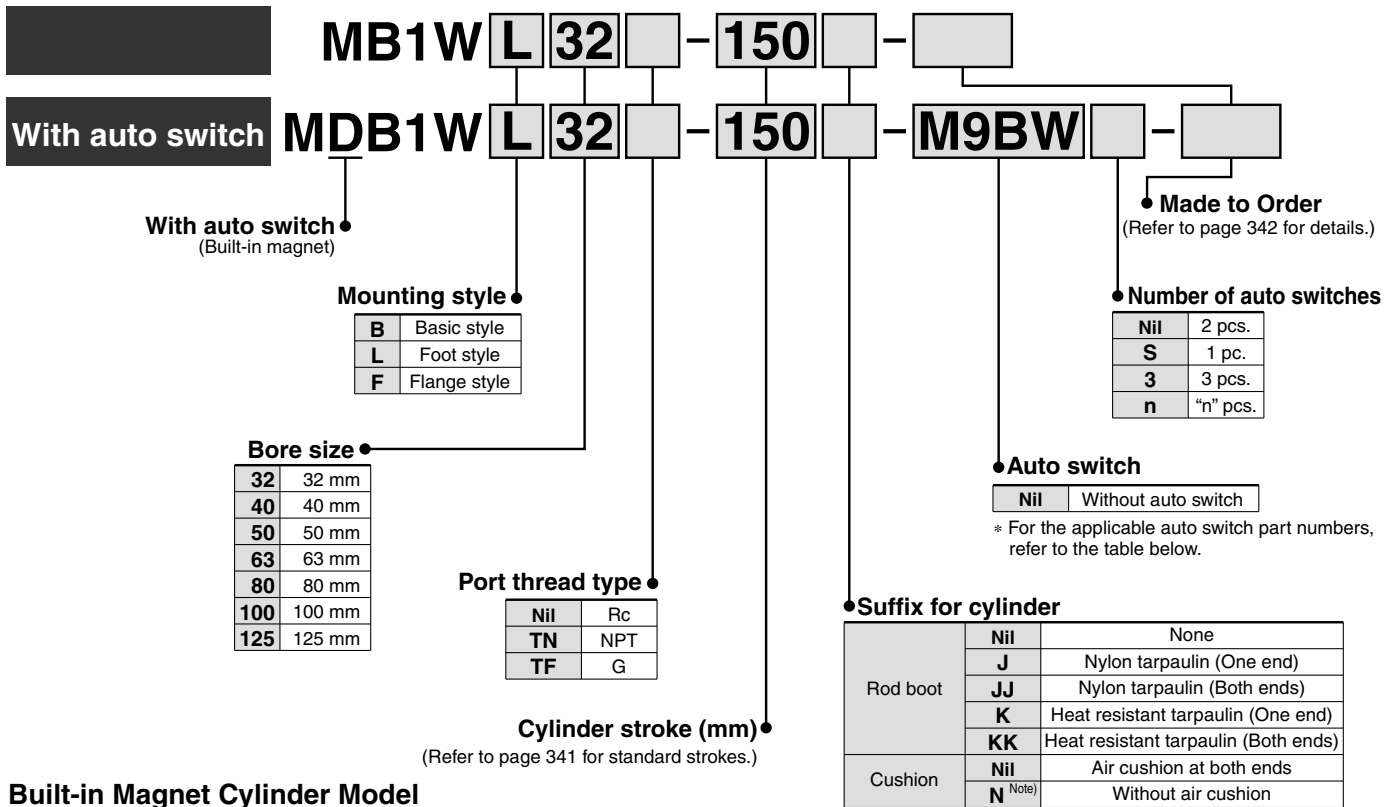 MB1W L 32 - 150 -
With auto switch MDB1W L 32 - 150 - M9BW -
With auto switch
(Built-in magnet)
Made to Order
(Refer to page 342 for details.)
Mounting style
B Basic style
L Foot style
F Flange style
Number of auto switches
Nil 2 pcs.
S 1 pc.
3 3 pcs.
n “n” pcs.
Bore size
32 32 mm
40 40 mm
50 50 mm
63 63 mm
80 80 mm
100 100 mm
125 125 mm
Auto switch
Nil Without auto switch
* For the applicable auto switch part numbers,
refer to the table below.
Port thread type
Nil Rc
TN NPT
TF G
Suffix for cylinder
Rod boot
Nil None
J Nylon tarpaulin (One end)
JJ Nylon tarpaulin (Both ends)
K Heat resistant tarpaulin (One end)
KK Heat resistant tarpaulin (Both ends)
Cushion
Nil Air cushion at both ends
N Note) Without air cushion
Cylinder stroke (mm)
(Refer to page 341 for standard strokes.)
Built-in Magnet Cylinder Model